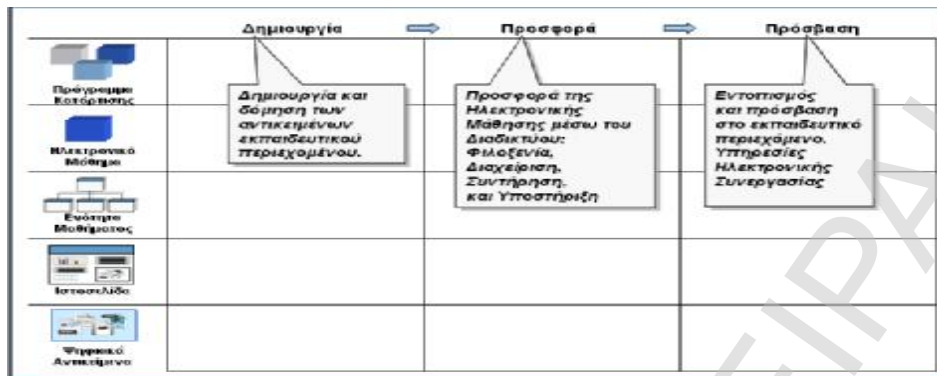 Δημιουργία
Προσφορά
Πρόσβαση
Πρόγραμμα
Κατάρτισης
Δημιουργία και
δόμηση των
αντικειμένων
εκπαιδευτικού
περιεχομένου.
Προσφορά της
Ηλεκτρονικής
Μάθησης μέσω του
Διαδικτύου:
Φιλοξενία,
Διαχείριση,
Συντήρηση,
και Υποστήριξη
Εντοπισμός
και πρόσβαση
στο εκπαιδευτικό
περιεχόμενο.
Υπηρεσίες
Ηλεκτρονικής
Συνεργασίας
Ηλεκτρονικό
Μάθημα
Ενότητα
Μαθήματος
Ιστοσελίδα
Ψηφιακό
Αντικείμενο